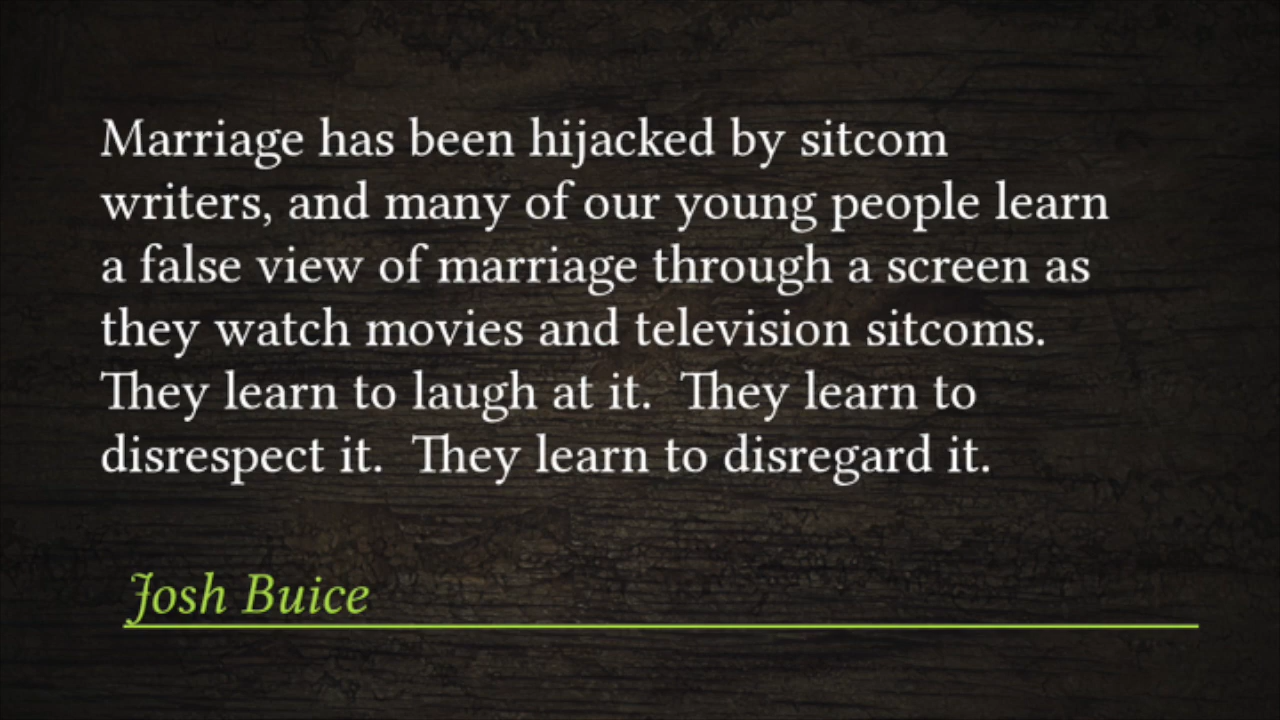 Marriage has been hijacked by sitcom
writers, and many of our young people learn
a false view of marriage through a screen as
they watch movies and television sitcoms.
They learn to laugh at it.  They learn to
disrespect it.  They learn to disregard it.
Josh Buice